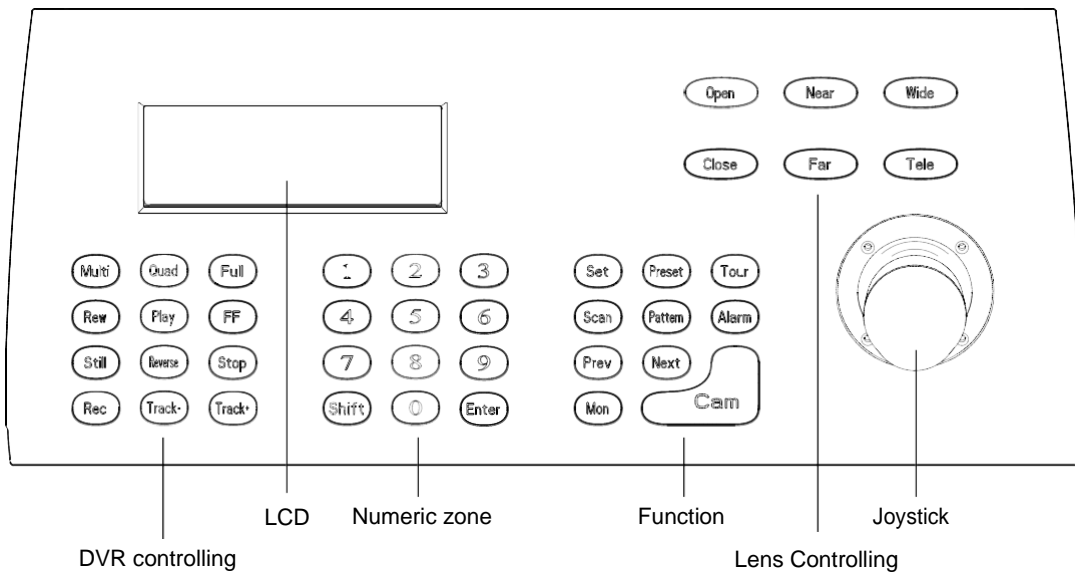 Open Near Wide
Close Far Tele
Multi Quad Full 1 2 3 Set Preset Tour
Rew Play FF 4 5 6 Scan Pattern Alarm
Still Reverse Stop 7 8 9 Prev Next
Rec Track- Track+ Shift 0 Enter Mon Cam
LCD Numeric zone Function Joystick
DVR controlling Lens Controlling